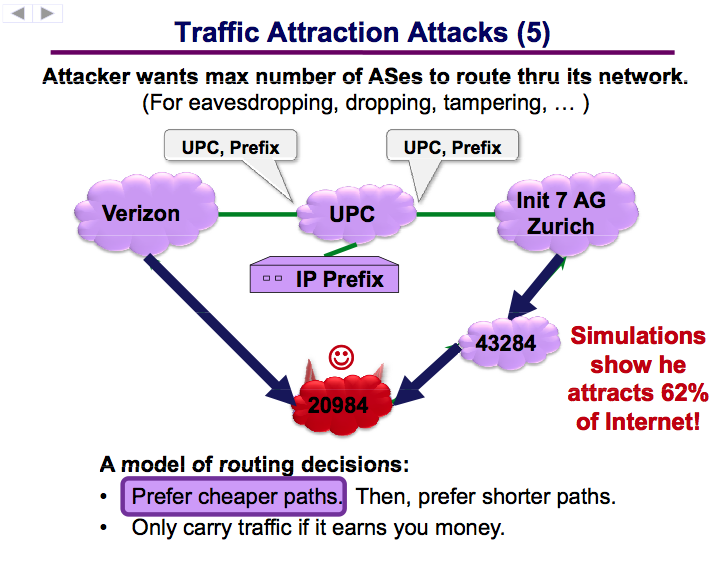 Traffic Attraction Attacks (5)
Attacker wants max number of ASes to route thru its network.
(For eavesdropping, dropping, tampering, … )
UPC, Prefix
UPC, Prefix
Verizon
UPC
Init 7 AG
Zurich
IP Prefix
43284
20984
Simulations
show he
attracts 62%
of Internet!
A model of routing decisions:
• Prefer cheaper paths. Then, prefer shorter paths.
• Only carry traffic if it earns you money.